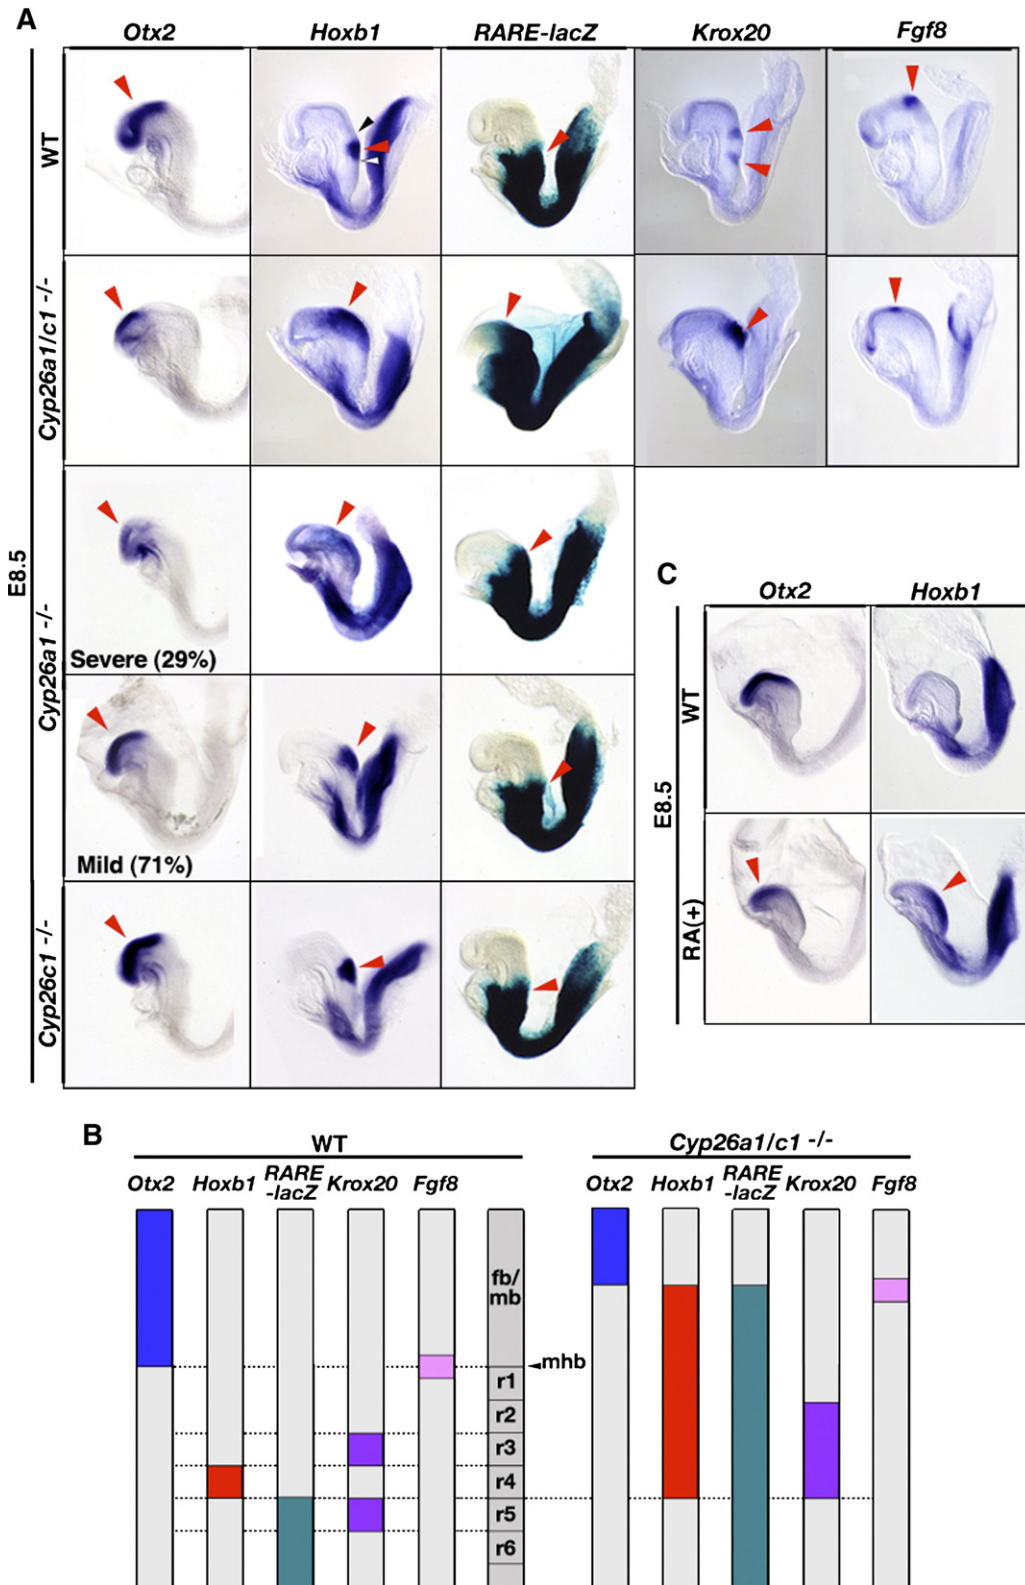 A
Otx2 Hoxb1 RARE-lacZ Krox20 Fgf8
E8.5
WT
Cyp26a1/c1 -/-
Cyp26a1 -/-
Severe (29%)
Mild (71%)
Cyp26c1 -/-
C
Otx2 Hoxb1
E8.5
WT
RA(+)
B
WT
Otx2 Hoxb1 RARE
-lacZ Krox20 Fgf8
fb/
mb
mhb
r1
r2
r3
r4
r5
r6
Cyp26a1/c1 -/-
Otx2 Hoxb1 RARE
-lacZ Krox20 Fgf8